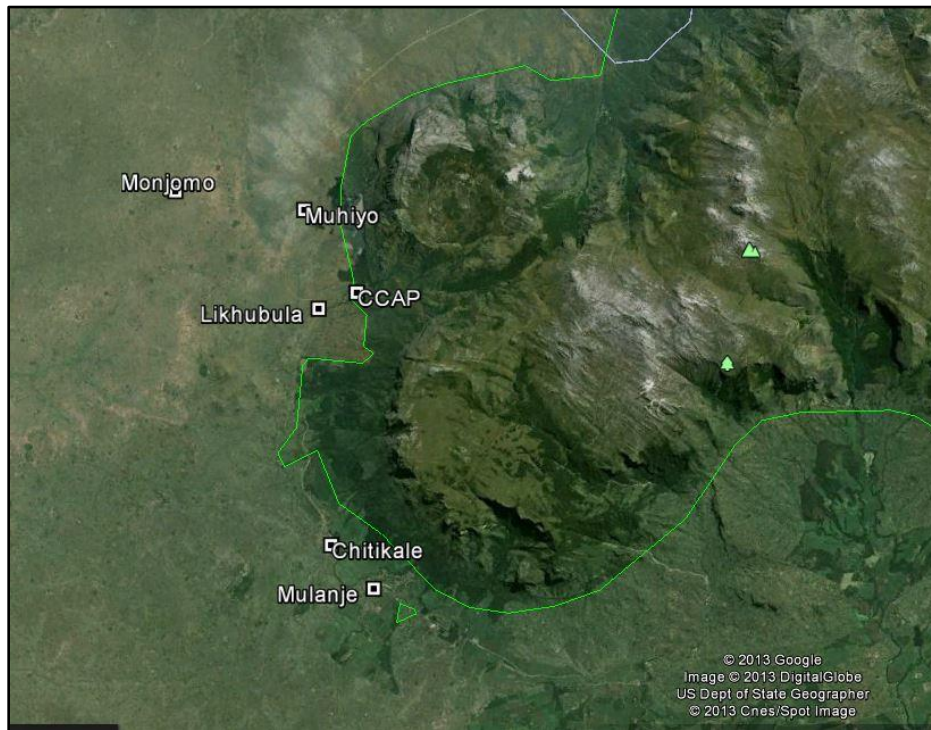 Monjomo
Muhiyo
CCAP
Likhubula
Chitikale
Mulanje
© 2013 Google
Image © 2013 DigitalGlobe
US Dept of State Geographer
© 2013 Cnes/Spot Image